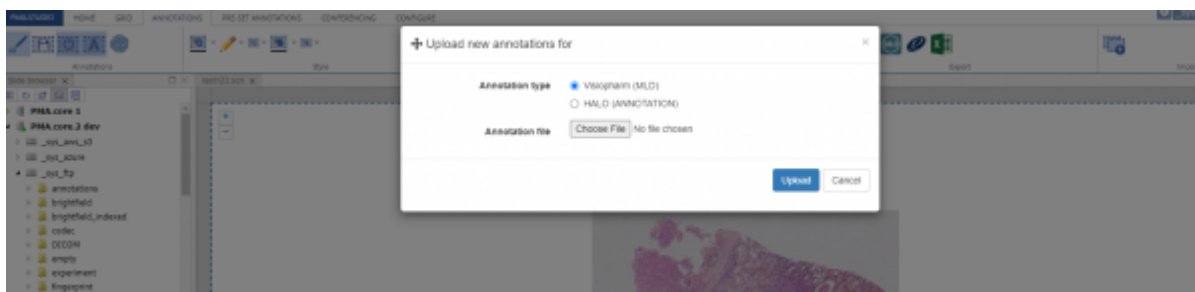 PMA.STUDIO HOME GRID ANNOTATIONS PRE-SET ANNOTATIONS CONFERENCING CONFIGURE
Annotations Style Import
Slide browser
PMA.core 1
PMA.core.2 dev
_sys_aws_s3
_sys_azure
_sys_ftp
annotations
brightfield
brightfield_indexed
codec
DICOM
empty
experiment
fingerprint
Upload new annotations for
×
Annotation type Visiopharm (MLD)
HALO (ANNOTATION)
Annotation file Choose File No file chosen
Upload Cancel